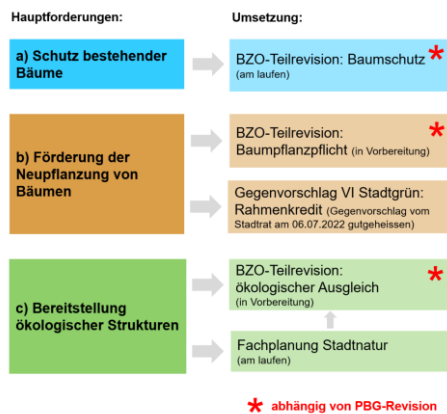 Hauptforderungen:
Umsetzung:
a) Schutz bestehender
Bäume
BZO-Teilrevision: Baumschutz *
(am laufen)
b) Förderung der
Neupflanzung von
Bäumen
BZO-Teilrevision: *
Baumpflanzpflicht (in Vorbereitung)
Gegenvorschlag VI Stadtgrün:
Rahmenkredit (Gegenvorschlag vom
Stadtrat am 06.07.2022 gutgeheissen)
c) Bereitstellung
ökologischer Strukturen
BZO-Teilrevision: *
ökologischer Ausgleich
(in Vorbereitung)
Fachplanung Stadtnatur
(am laufen)
* abhängig von PBG-Revision